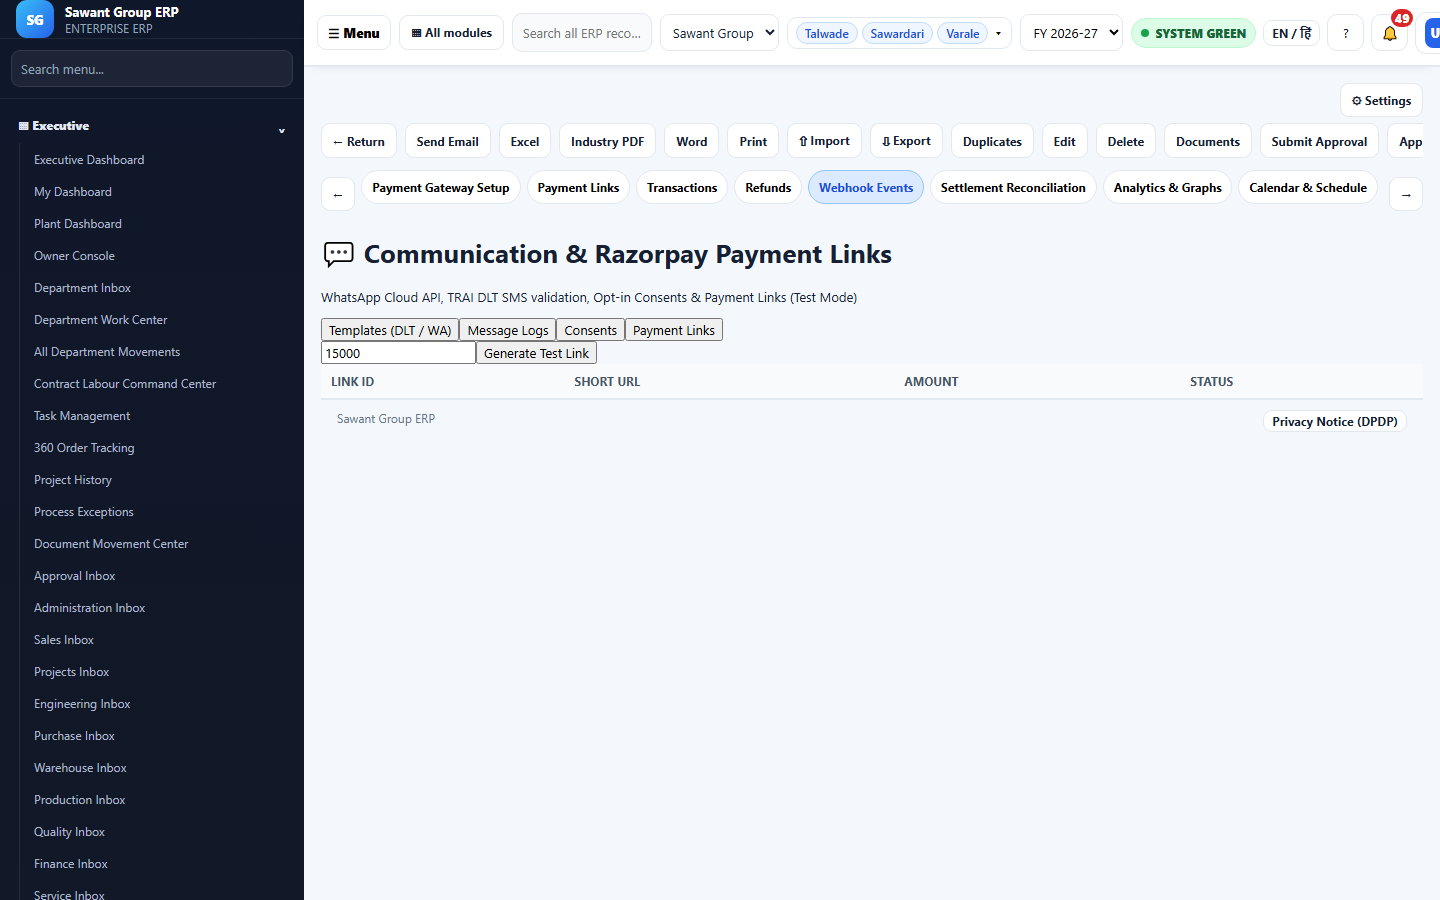 SG
Sawant Group ERP
ENTERPRISE ERP
Search menu...
Executive
Executive Dashboard
My Dashboard
Plant Dashboard
Owner Console
Department Inbox
Department Work Center
All Department Movements
Contract Labour Command Center
Task Management
360 Order Tracking
Project History
Process Exceptions
Document Movement Center
Approval Inbox
Administration Inbox
Sales Inbox
Projects Inbox
Engineering Inbox
Purchase Inbox
Warehouse Inbox
Production Inbox
Quality Inbox
Finance Inbox
Service Inbox
☰ Menu All modules Search all ERP reco... Sawant Group Talwade Sawardari Varale FY 2026-27 SYSTEM GREEN EN / हिं ? 49 U
⚙ Settings
← Return Send Email Excel Industry PDF Word Print ⇧ Import ⇩ Export Duplicates Edit Delete Documents Submit Approval App
← Payment Gateway Setup Payment Links Transactions Refunds Webhook Events Settlement Reconciliation Analytics & Graphs Calendar & Schedule →
Communication & Razorpay Payment Links
WhatsApp Cloud API, TRAI DLT SMS validation, Opt-in Consents & Payment Links (Test Mode)
Templates (DLT / WA) Message Logs Consents Payment Links
15000 Generate Test Link
LINK ID SHORT URL AMOUNT STATUS
Sawant Group ERP Privacy Notice (DPDP)